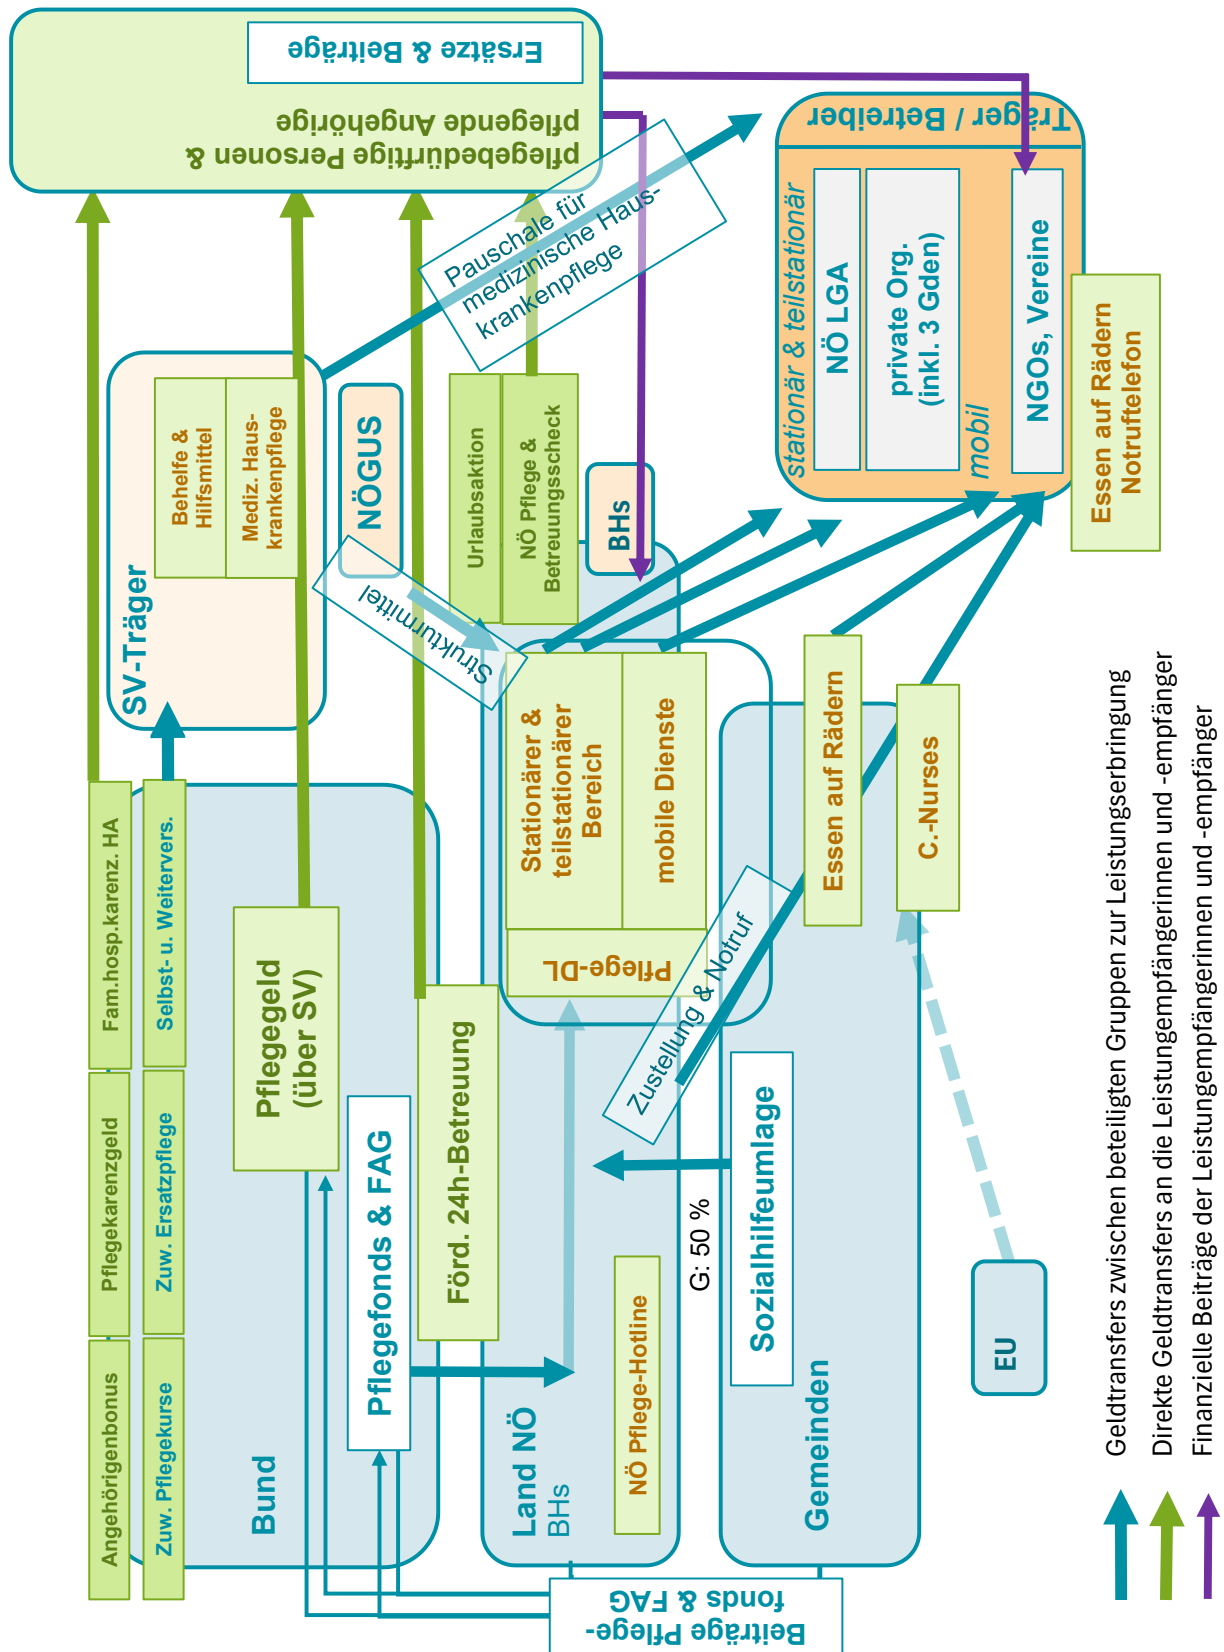 Angehörigenbonus
Pflegekarenzgeld
Fam.hosp.karenz. HA
Zuw. Pflegekurse
Zuw. Ersatzpflege
Selbst- u. Weitervers.
Bund
Pflegegeld
(über SV)
Pflegefonds & FAG
Förd. 24h-Betreuung
SV-Träger
Behelfe &
Hilfsmittel
Mediz. Haus-
krankenpflege
NÖGUS
Strukturmittel
pflegebedürftige Personen &
pflegende Angehörige
Ersätze & Beiträge
Pauschale für
medizinische Haus-
krankenpflege
Urlaubsaktion
NÖ Pflege &
Betreuungsscheck
BHs
Land NÖ
BHs
NÖ Pflege-Hotline
Pflege-DL
Stationärer &
teilstationärer
Bereich
mobile Dienste
Beiträge Pflege-
fonds & FAG
G: 50 %
Gemeinden
Sozialhilfeumlage
Zustellung & Notruf
Essen auf Rädern
C.-Nurses
EU
Träger / Betreiber
stationär & teilstationär
NÖ LGA
private Org.
(inkl. 3 Gden)
mobil
NGOs, Vereine
Essen auf Rädern
Notruftelefon
Geldtransfers zwischen beteiligten Gruppen zur Leistungserbringung
Direkte Geldtransfers an die Leistungempfängerinnen und -empfänger
Finanzielle Beiträge der Leistungempfängerinnen und -empfänger